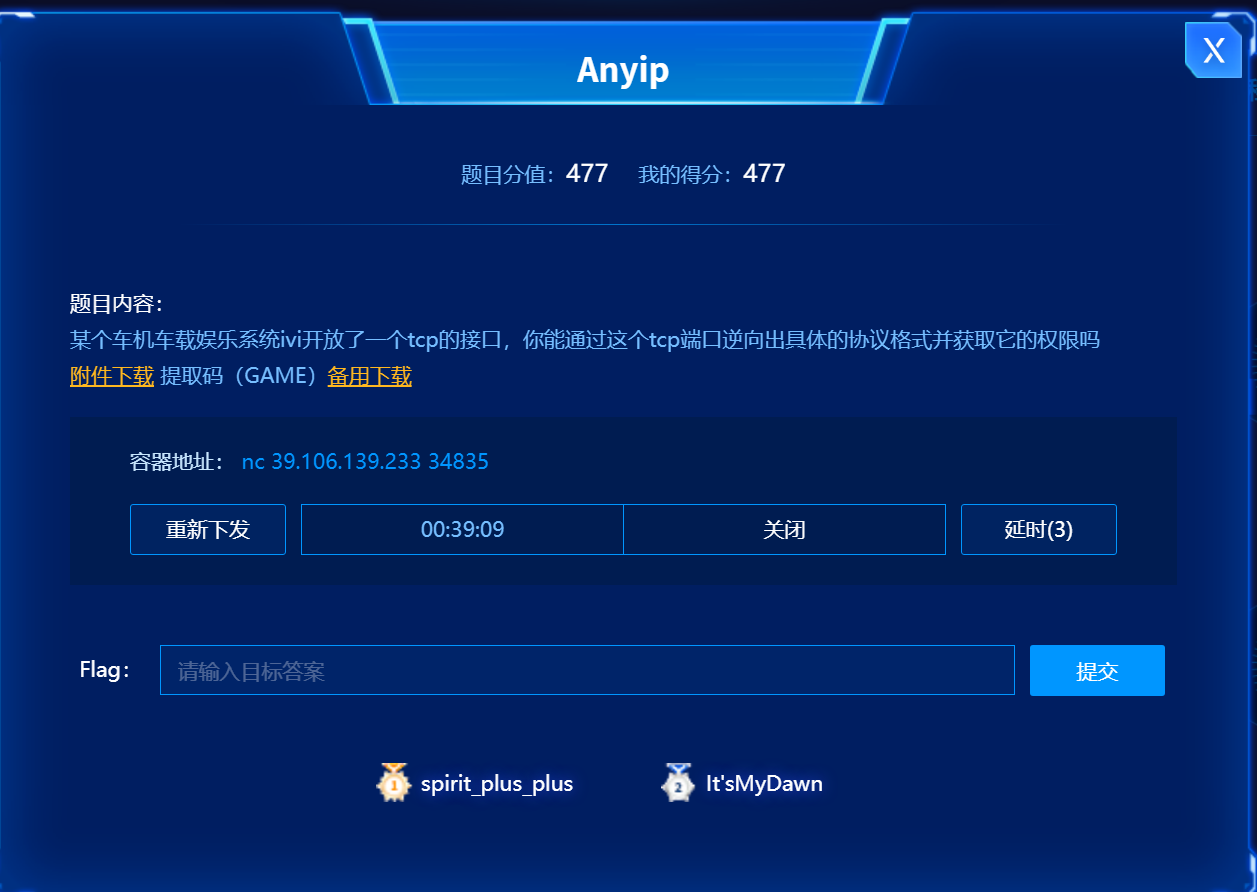 Anyip
X
题目分值：477 我的得分：477
题目内容：
某个车机车载娱乐系统ivi开放了一个tcp的接口，你能通过这个tcp端口逆向出具体的协议格式并获取它的权限吗
附件下载 提取码（GAME）备用下载
容器地址： nc 39.106.139.233 34835
重新下发 00:39:09 关闭 延时(3)
Flag： 请输入目标答案 提交
1 spirit_plus_plus 2 It'sMyDawn